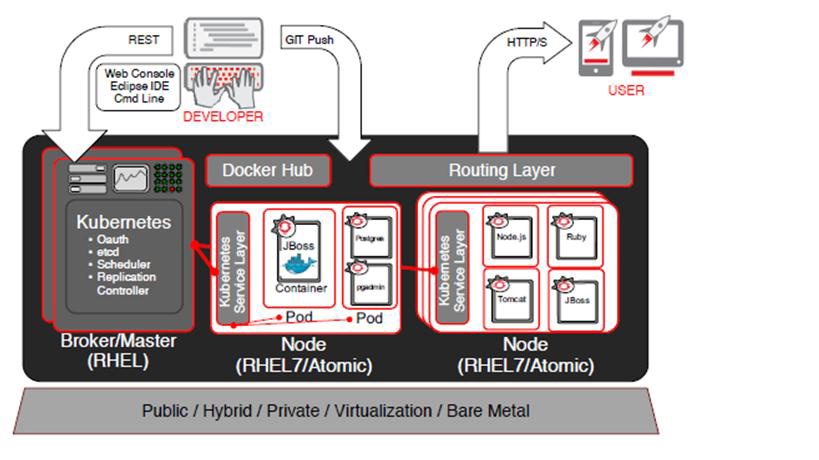 REST
GIT Push
HTTP/S
Web Console
Eclipse IDE
Cmd Line
DEVELOPER
USER
Docker Hub
Routing Layer
Kubernetes
• Oauth
• etcd
• Scheduler
• Replication
Controller
Kubernetes
Service Layer
JBoss
Container
Postgres
pgadmin
Pod
Pod
Kubernetes
Service Layer
Node.js
Ruby
Tomcat
JBoss
Broker/Master
(RHEL)
Node
(RHEL7/Atomic)
Node
(RHEL7/Atomic)
Public / Hybrid / Private / Virtualization / Bare Metal